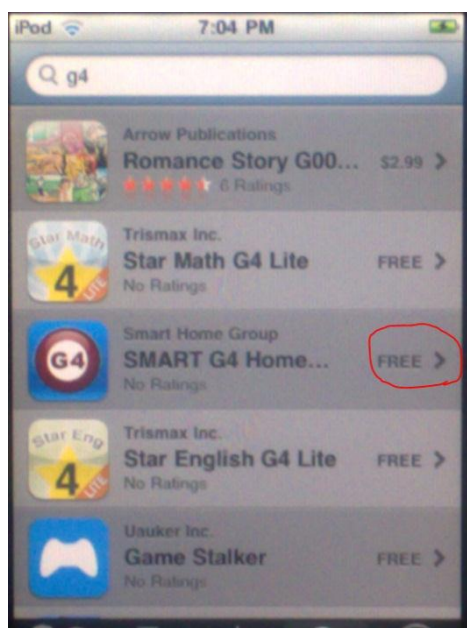 iPod 7:04 PM
g4
Arrow Publications
Romance Story G00... $2.99
6 Ratings
Star Math
4
LITE
Trismax Inc.
Star Math G4 Lite FREE
No Ratings
G4
Smart Home Group
SMART G4 Home... FREE
No Ratings
Star Eng
4
LITE
Trismax Inc.
Star English G4 Lite FREE
No Ratings
Uauker Inc.
Game Stalker FREE
No Ratings